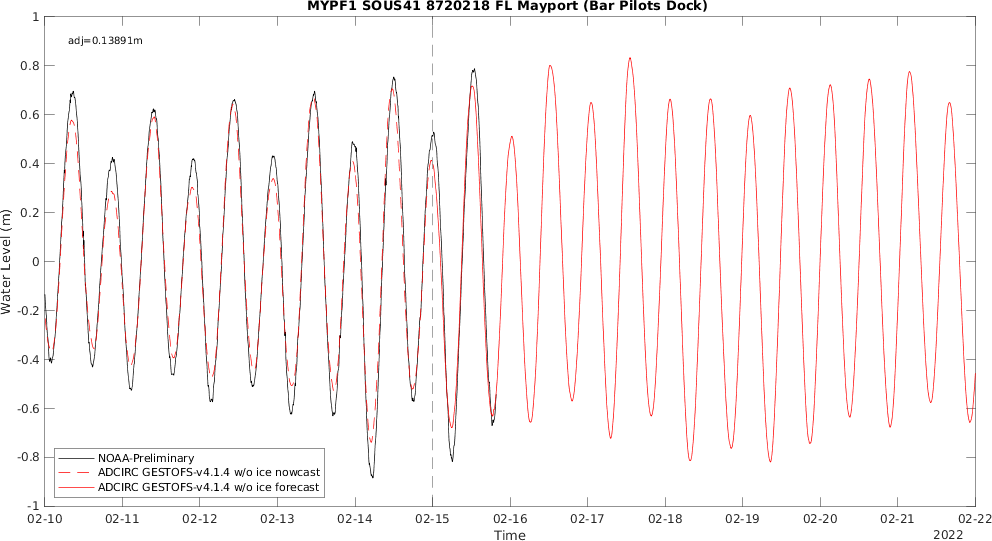 MYPF1 SOUS41 8720218 FL Mayport (Bar Pilots Dock)
adj=0.13891m
1
0.8
0.6
0.4
0.2
0
-0.2
-0.4
-0.6
-0.8
-1
Water Level (m)
NOAA-Preliminary
ADCIRC GESTOFS-v4.1.4 w/o ice nowcast
ADCIRC GESTOFS-v4.1.4 w/o ice forecast
02-10 02-11 02-12 02-13 02-14 02-15 02-16 02-17 02-18 02-19 02-20 02-21 02-22
Time
2022